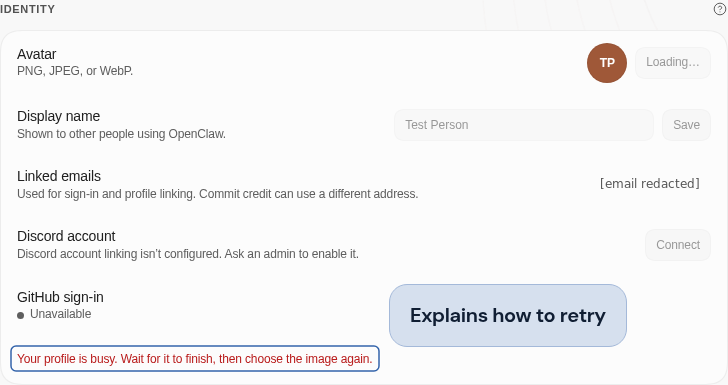 IDENTITY
?
Avatar
PNG, JPEG, or WebP.
TP
Loading…
Display name
Shown to other people using OpenClaw.
Test Person
Save
Linked emails
Used for sign-in and profile linking. Commit credit can use a different address.
[email redacted]
Discord account
Discord account linking isn’t configured. Ask an admin to enable it.
Connect
GitHub sign-in
Unavailable
Explains how to retry
Your profile is busy. Wait for it to finish, then choose the image again.